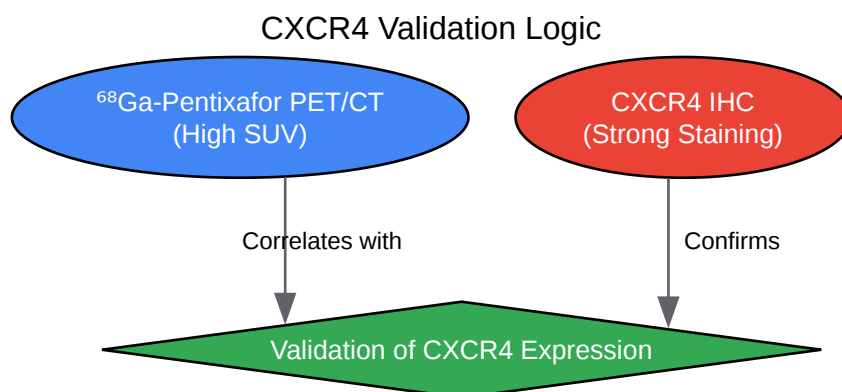 CXCR4 Validation Logic
⁶⁸Ga-Pentixafor PET/CT
(High SUV)
CXCR4 IHC
(Strong Staining)
Correlates with
Confirms
Validation of CXCR4 Expression